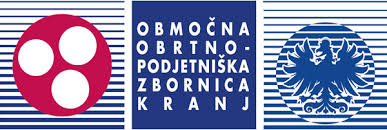 OBMOČNA
OBRTNO-
PODJETNIŠKA
ZBORNICA
KRANJ